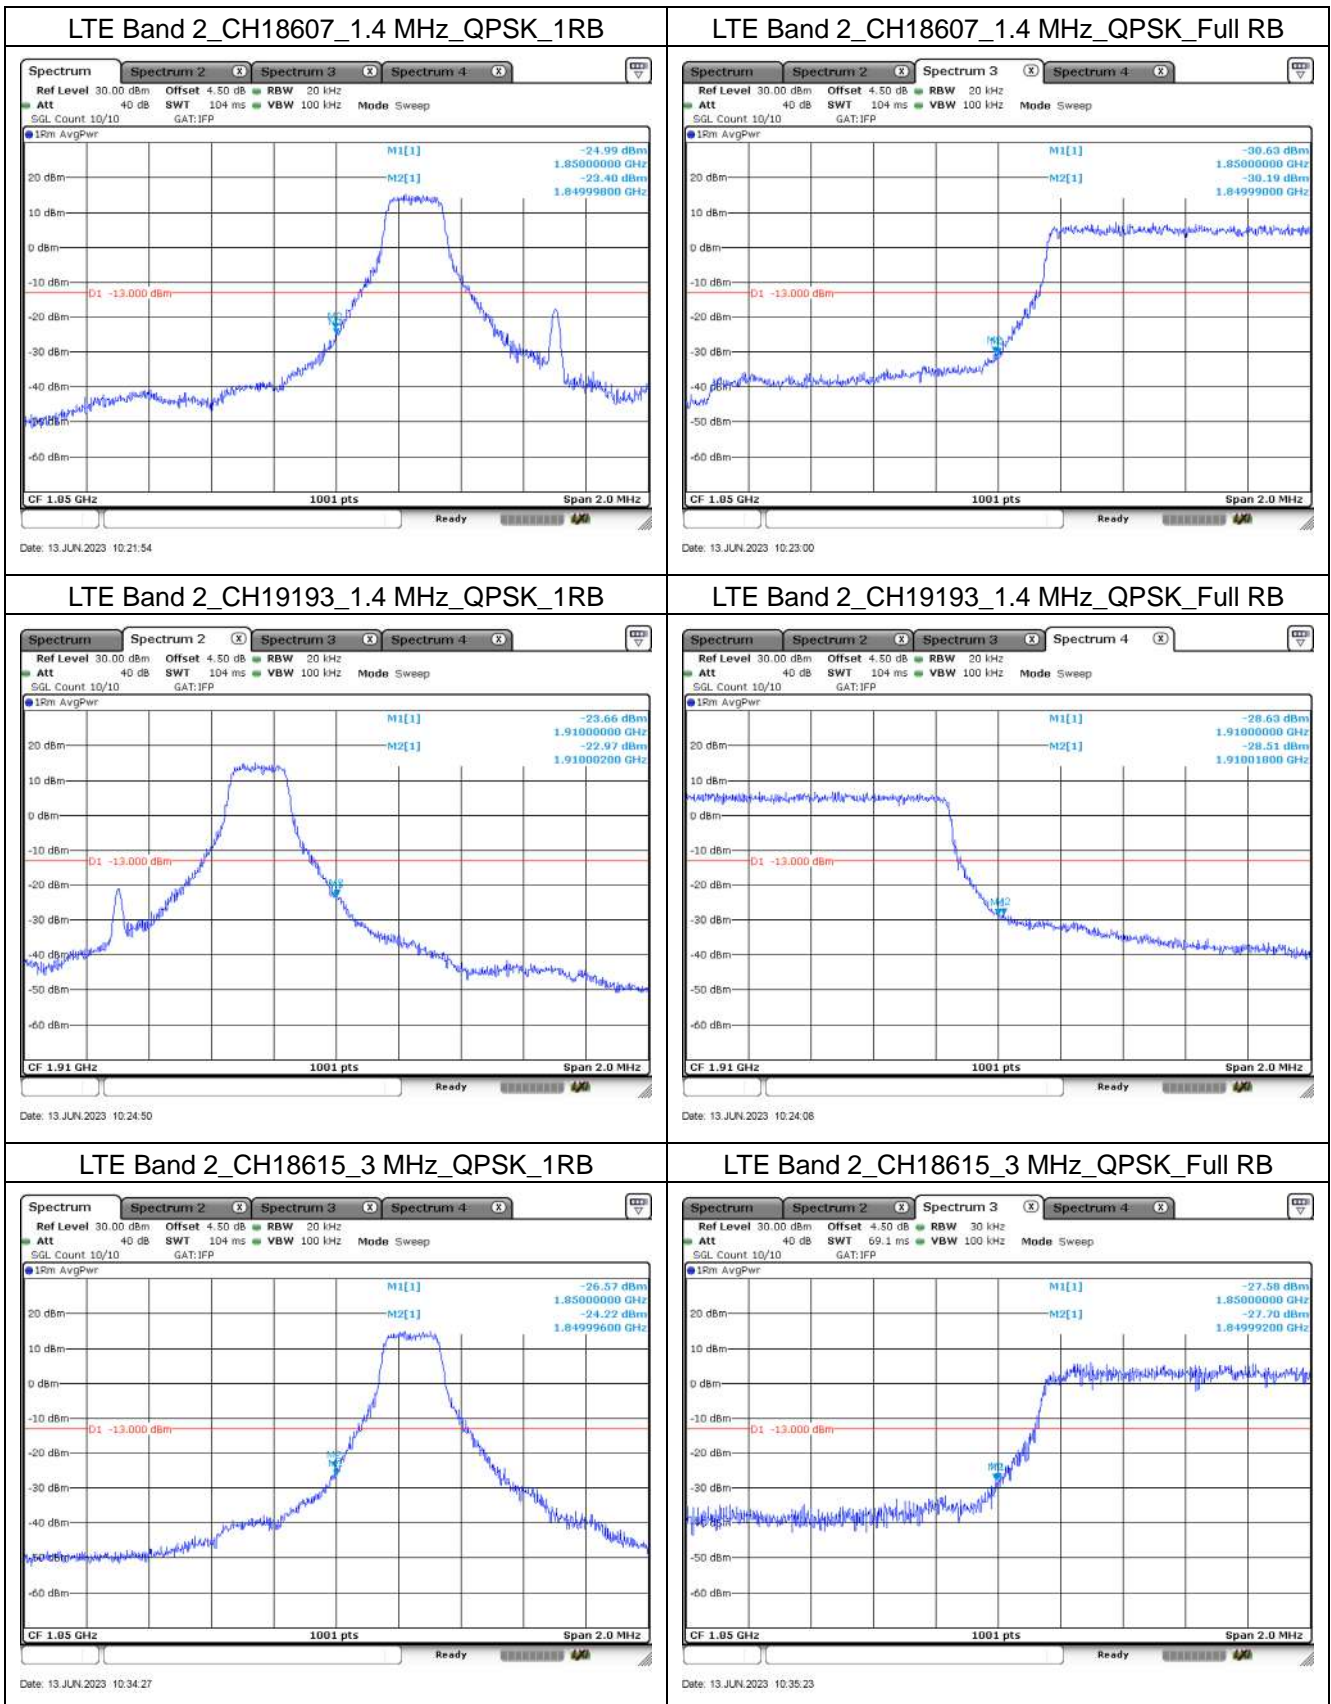 LTE Band 2_CH18607_1.4 MHz_QPSK_1RB
Spectrum Spectrum 2 X Spectrum 3 X Spectrum 4 X
Ref Level 30.00 dBm Offset 4.50 dB RBW 20 kHz
Att 40 dB SWT 104 ms VBW 100 kHz Mode Sweep
SGL Count 10/10 GAT:IFP
1Rm AvgPwr
M1[1] -24.99 dBm
1.85000000 GHz
20 dBm M2[1] -23.40 dBm
1.84999800 GHz
10 dBm
0 dBm
-10 dBm
D1 -13.000 dBm
-20 dBm
-30 dBm
-40 dBm
-50 dBm
-60 dBm
CF 1.85 GHz 1001 pts Span 2.0 MHz
Ready
Date: 13.JUN.2023 10:21:54
LTE Band 2_CH18607_1.4 MHz_QPSK_Full RB
Spectrum Spectrum 2 X Spectrum 3 X Spectrum 4 X
Ref Level 30.00 dBm Offset 4.50 dB RBW 20 kHz
Att 40 dB SWT 104 ms VBW 100 kHz Mode Sweep
SGL Count 10/10 GAT:IFP
1Rm AvgPwr
M1[1] -30.63 dBm
1.85000000 GHz
20 dBm M2[1] -30.19 dBm
1.84999000 GHz
10 dBm
0 dBm
-10 dBm
D1 -13.000 dBm
-20 dBm
-30 dBm
-40 dBm
-50 dBm
-60 dBm
CF 1.85 GHz 1001 pts Span 2.0 MHz
Ready
Date: 13.JUN.2023 10:23:00
LTE Band 2_CH19193_1.4 MHz_QPSK_1RB
Spectrum Spectrum 2 X Spectrum 3 X Spectrum 4 X
Ref Level 30.00 dBm Offset 4.50 dB RBW 20 kHz
Att 40 dB SWT 104 ms VBW 100 kHz Mode Sweep
SGL Count 10/10 GAT:IFP
1Rm AvgPwr
M1[1] -23.66 dBm
1.91000000 GHz
20 dBm M2[1] -22.97 dBm
1.91000200 GHz
10 dBm
0 dBm
-10 dBm
D1 -13.000 dBm
-20 dBm
-30 dBm
-40 dBm
-50 dBm
-60 dBm
CF 1.91 GHz 1001 pts Span 2.0 MHz
Ready
Date: 13.JUN.2023 10:24:50
LTE Band 2_CH19193_1.4 MHz_QPSK_Full RB
Spectrum Spectrum 2 X Spectrum 3 X Spectrum 4 X
Ref Level 30.00 dBm Offset 4.50 dB RBW 20 kHz
Att 40 dB SWT 104 ms VBW 100 kHz Mode Sweep
SGL Count 10/10 GAT:IFP
1Rm AvgPwr
M1[1] -28.63 dBm
1.91000000 GHz
20 dBm M2[1] -28.51 dBm
1.91001800 GHz
10 dBm
0 dBm
-10 dBm
D1 -13.000 dBm
-20 dBm
-30 dBm
-40 dBm
-50 dBm
-60 dBm
CF 1.91 GHz 1001 pts Span 2.0 MHz
Ready
Date: 13.JUN.2023 10:24:06
LTE Band 2_CH18615_3 MHz_QPSK_1RB
Spectrum Spectrum 2 X Spectrum 3 X Spectrum 4 X
Ref Level 30.00 dBm Offset 4.50 dB RBW 20 kHz
Att 40 dB SWT 104 ms VBW 100 kHz Mode Sweep
SGL Count 10/10 GAT:IFP
1Rm AvgPwr
M1[1] -26.57 dBm
1.85000000 GHz
20 dBm M2[1] -24.22 dBm
1.84999600 GHz
10 dBm
0 dBm
-10 dBm
D1 -13.000 dBm
-20 dBm
-30 dBm
-40 dBm
-50 dBm
-60 dBm
CF 1.85 GHz 1001 pts Span 2.0 MHz
Ready
Date: 13.JUN.2023 10:34:27
LTE Band 2_CH18615_3 MHz_QPSK_Full RB
Spectrum Spectrum 2 X Spectrum 3 X Spectrum 4 X
Ref Level 30.00 dBm Offset 4.50 dB RBW 30 kHz
Att 40 dB SWT 69.1 ms VBW 100 kHz Mode Sweep
SGL Count 10/10 GAT:IFP
1Rm AvgPwr
M1[1] -27.58 dBm
1.85000000 GHz
20 dBm M2[1] -27.70 dBm
1.84999200 GHz
10 dBm
0 dBm
-10 dBm
D1 -13.000 dBm
-20 dBm
-30 dBm
-40 dBm
-50 dBm
-60 dBm
CF 1.85 GHz 1001 pts Span 2.0 MHz
Ready
Date: 13.JUN.2023 10:35:23